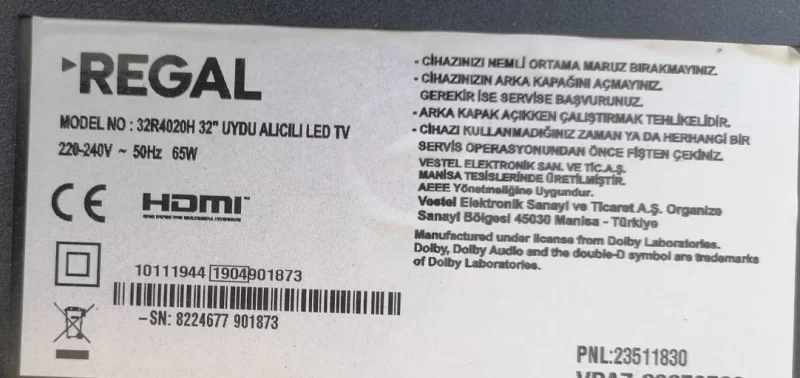 REGAL
MODEL NO : 32R4020H 32" UYDU ALICILI LED TV
220-240V ~ 50Hz 65W
CE HDMI
10111944 1904901873
-SN: 8224677 901873
- CİHAZINIZI NEMLİ ORTAMA MARUZ BIRAKMAYINIZ.
- CİHAZINIZIN ARKA KAPAĞINI AÇMAYINIZ.
GEREKİR İSE SERVİSE BAŞVURUNUZ.
- ARKA KAPAK AÇIKKEN ÇALIŞTIRMAK TEHLİKELİDİR.
- CİHAZI KULLANMADIĞINIZ ZAMAN YA DA HERHANGİ BİR
SERVİS OPERASYONUNDAN ÖNCE FİŞTEN ÇEKİNİZ.
VESTEL ELEKTRONİK SAN. VE TİC.A.Ş.
MANİSA TESİSLERİNDE ÜRETİLMİŞTİR.
AEEE Yönetmeliğine Uygundur.
Vestel Elektronik Sanayi ve Ticaret A.Ş. Organize
Sanayi Bölgesi 45030 Manisa - Türkiye
Manufactured under license from Dolby Laboratories.
Dolby, Dolby Audio and the double-D symbol are trademarks
of Dolby Laboratories.
PNL:23511830